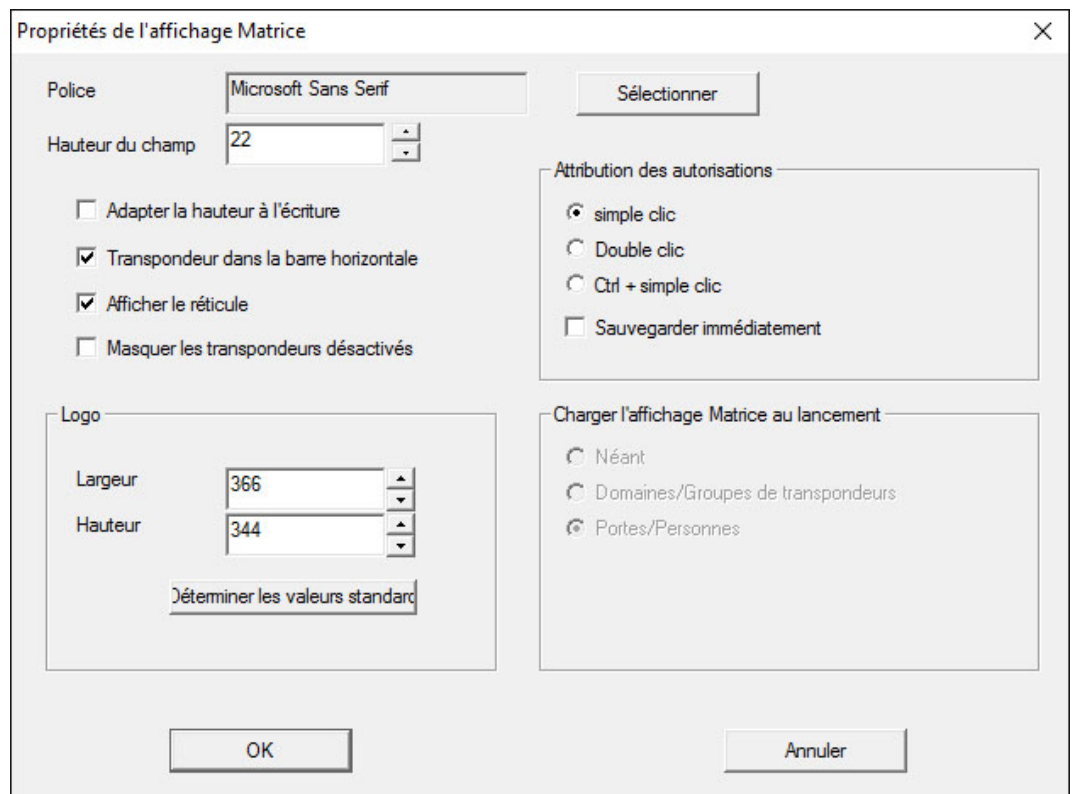 Propriétés de l'affichage Matrice
Police
Microsoft Sans Serif
Sélectionner
Hauteur du champ
22
Adapter la hauteur à l'écriture
Transpondeur dans la barre horizontale
Afficher le réticule
Masquer les transpondeurs désactivés
Attribution des autorisations
simple clic
Double clic
Ctrl + simple clic
Sauvegarder immédiatement
Logo
Largeur
366
Hauteur
344
Déterminer les valeurs standard
Charger l'affichage Matrice au lancement
Néant
Domaines/Groupes de transpondeurs
Portes/Personnes
OK
Annuler